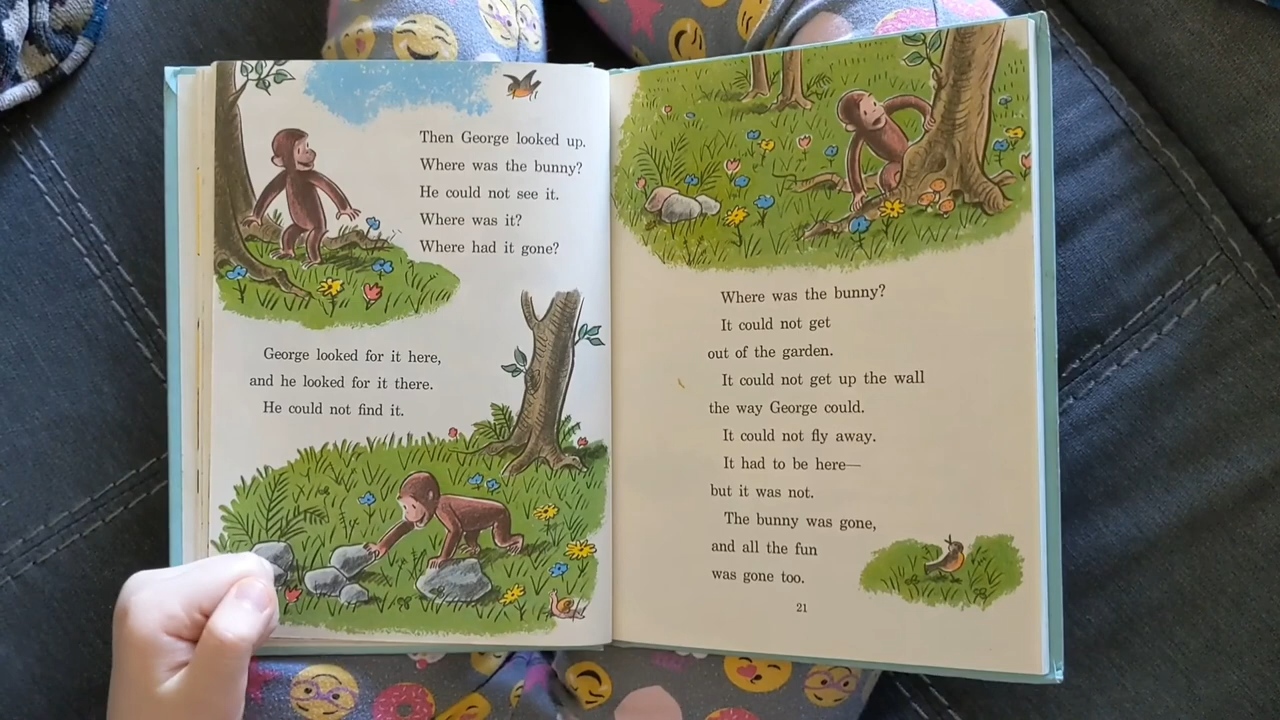 Then George looked up.
Where was the bunny?
He could not see it.
Where was it?
Where had it gone?
George looked for it here,
and he looked for it there.
He could not find it.
Where was the bunny?
It could not get
out of the garden.
It could not get up the wall
the way George could.
It could not fly away.
It had to be here—
but it was not.
The bunny was gone,
and all the fun
was gone too.
21